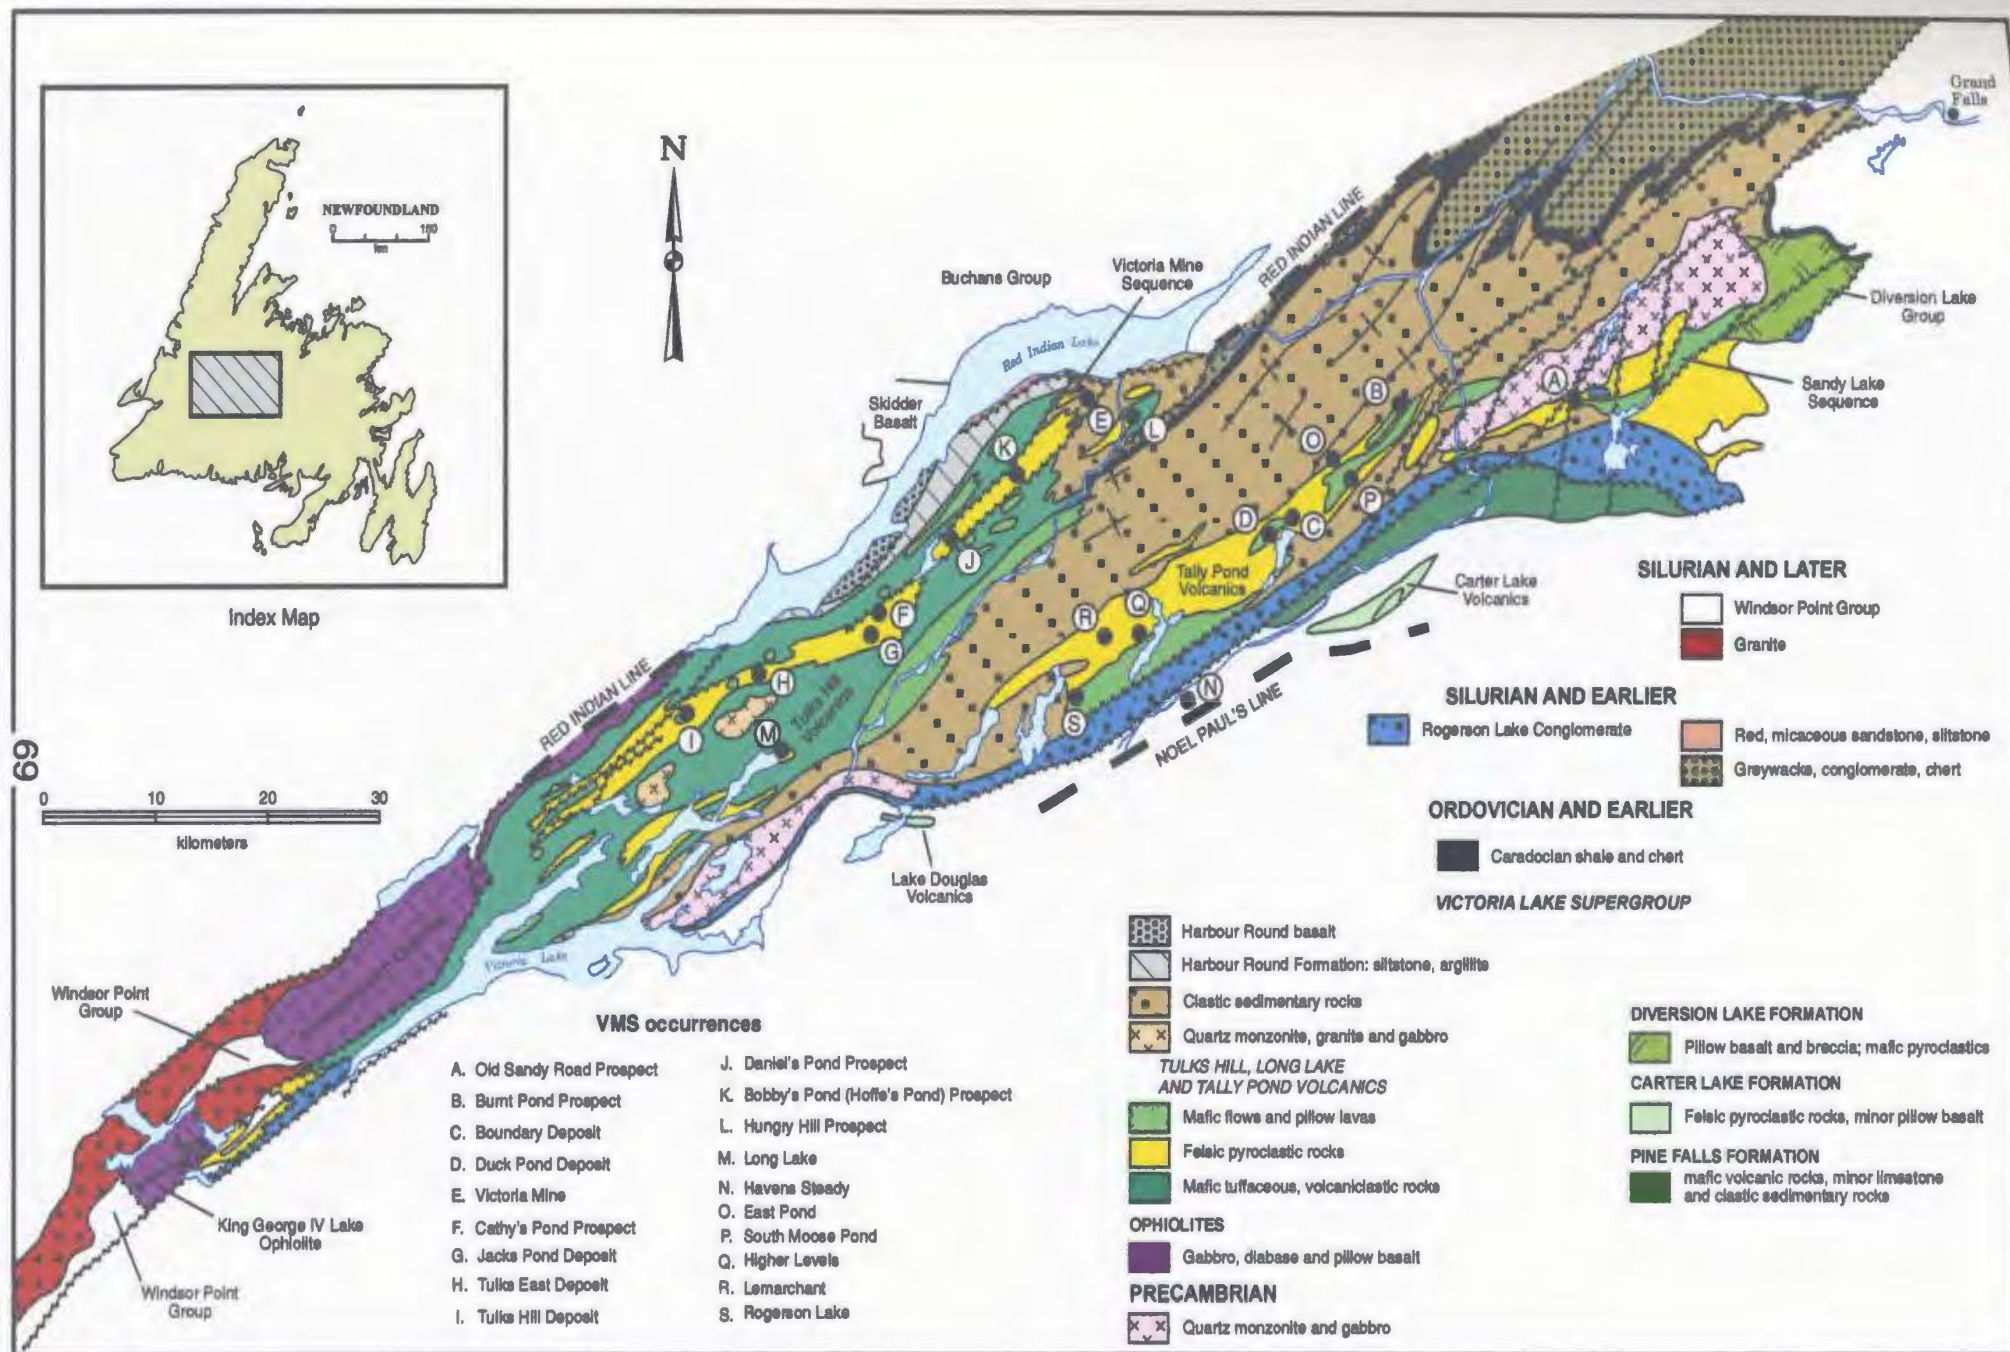 Grand
Falls
NEWFOUNDLAND
0 150
km
Index Map
N
RED INDIAN LINE
Buchans Group
Victoria Mine
Sequence
Red Indian Lake
Skidder
Basalt
Diversion Lake
Group
Sandy Lake
Sequence
A
B
O
E
L
K
P
D
C
J
Tally Pond
Volcanics
Carter Lake
Volcanics
Q
R
F
G
H
N
S
I
M
Tulks Hill
Volcanics
RED INDIAN LINE
NOEL PAUL'S LINE
69
0 10 20 30
kilometers
Lake Douglas
Volcanics
Victoria Lake
Windsor Point
Group
King George IV Lake
Ophiolite
Windsor Point
Group
SILURIAN AND LATER
Windsor Point Group
Granite
SILURIAN AND EARLIER
Rogerson Lake Conglomerate
Red, micaceous sandstone, siltstone
Greywacke, conglomerate, chert
ORDOVICIAN AND EARLIER
Caradocian shale and chert
VICTORIA LAKE SUPERGROUP
Harbour Round basalt
Harbour Round Formation: siltstone, argillite
Clastic sedimentary rocks
Quartz monzonite, granite and gabbro
TULKS HILL, LONG LAKE
AND TALLY POND VOLCANICS
Mafic flows and pillow lavas
Felsic pyroclastic rocks
Mafic tuffaceous, volcaniclastic rocks
OPHIOLITES
Gabbro, diabase and pillow basalt
PRECAMBRIAN
Quartz monzonite and gabbro
DIVERSION LAKE FORMATION
Pillow basalt and breccia; mafic pyroclastics
CARTER LAKE FORMATION
Felsic pyroclastic rocks, minor pillow basalt
PINE FALLS FORMATION
mafic volcanic rocks, minor limestone
and clastic sedimentary rocks
VMS occurrences
A. Old Sandy Road Prospect
B. Burnt Pond Prospect
C. Boundary Deposit
D. Duck Pond Deposit
E. Victoria Mine
F. Cathy's Pond Prospect
G. Jacks Pond Deposit
H. Tulks East Deposit
I. Tulks Hill Deposit
J. Daniel's Pond Prospect
K. Bobby's Pond (Hoffe's Pond) Prospect
L. Hungry Hill Prospect
M. Long Lake
N. Havens Steady
O. East Pond
P. South Moose Pond
Q. Higher Levels
R. Lemarchant
S. Rogerson Lake